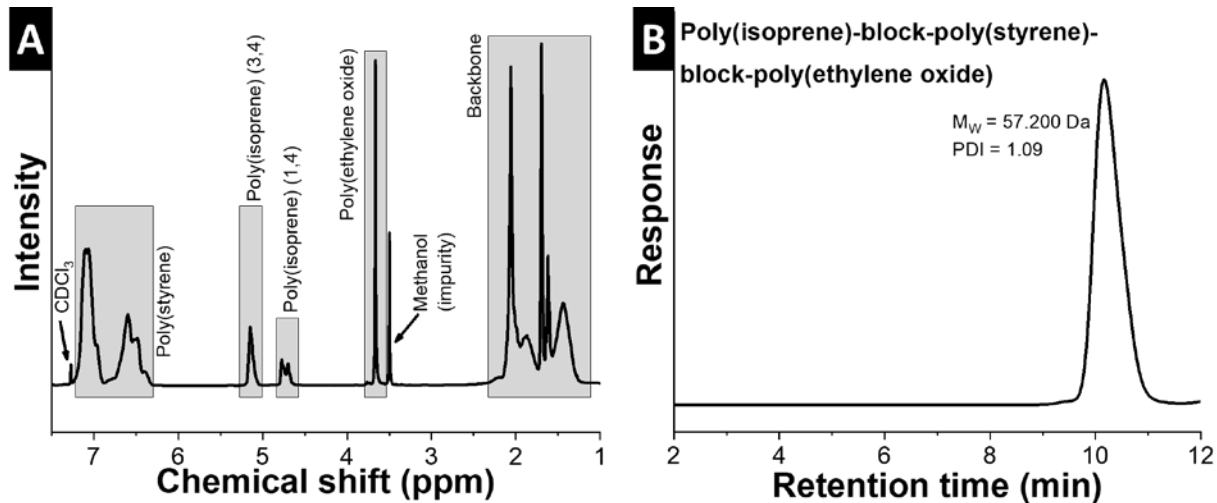 A
Intensity
CDCl3
Poly(styrene)
Poly(isoprene) (3,4)
Poly(isoprene) (1,4)
Poly(ethylene oxide)
Methanol
(impurity)
Backbone
7 6 5 4 3 2 1
Chemical shift (ppm)
B
Poly(isoprene)-block-poly(styrene)-
block-poly(ethylene oxide)
MW = 57.200 Da
PDI = 1.09
Response
2 4 6 8 10 12
Retention time (min)